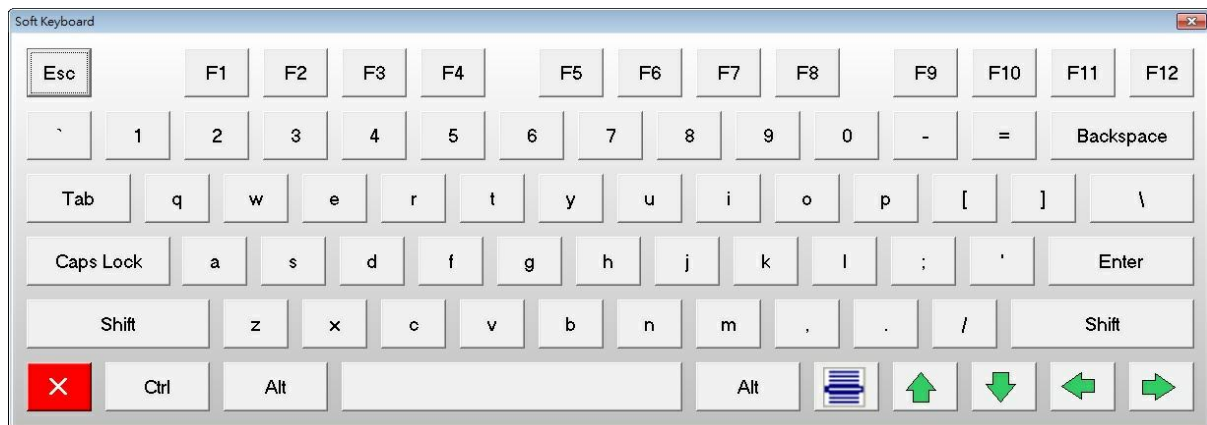 Soft Keyboard
Esc F1 F2 F3 F4 F5 F6 F7 F8 F9 F10 F11 F12
` 1 2 3 4 5 6 7 8 9 0 - = Backspace
Tab q w e r t y u i o p [ ] \
Caps Lock a s d f g h j k l ; ' Enter
Shift z x c v b n m , . / Shift
Ctrl Alt Alt